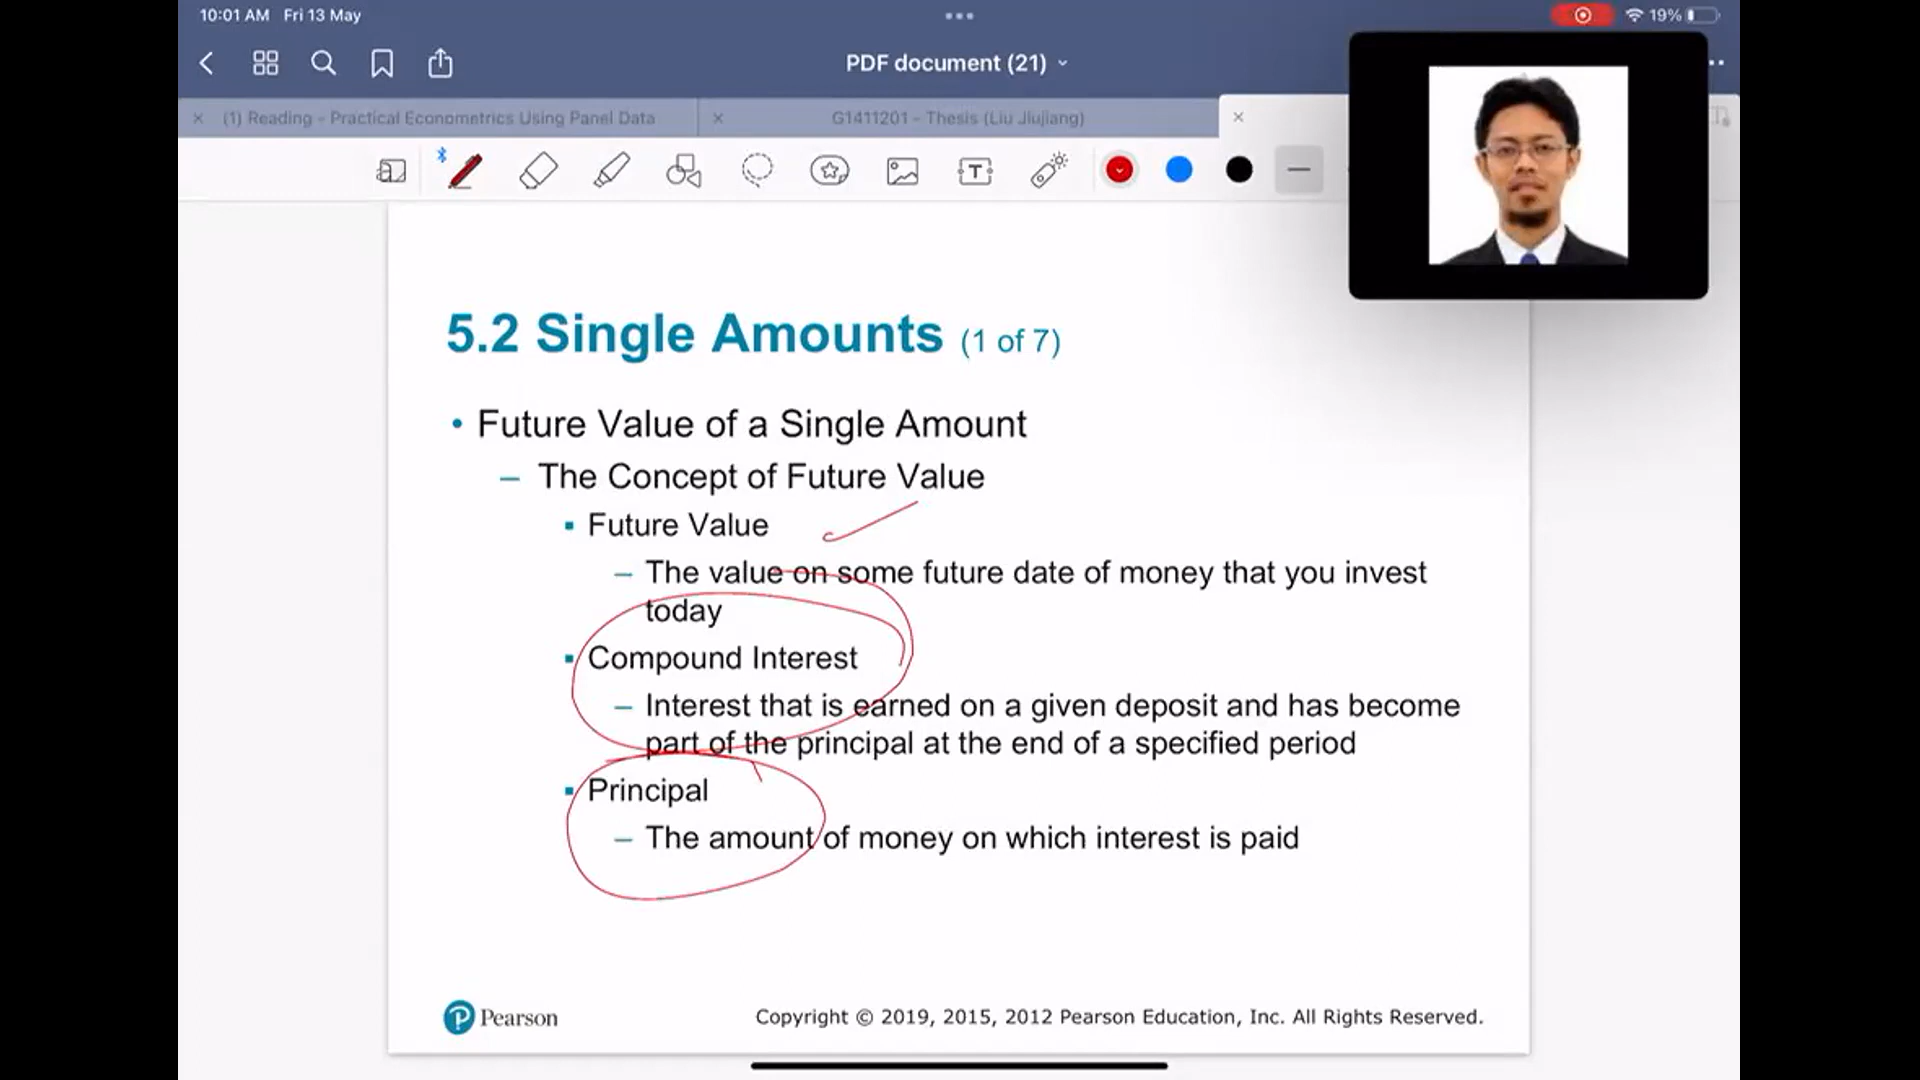 10:01 AM Fri 13 May
19%
PDF document (21)
(1) Reading - Practical Econometrics Using Panel Data
G1411201 - Thesis (Liu Jiujiang)
T
5.2 Single Amounts (1 of 7)
• Future Value of a Single Amount
– The Concept of Future Value
▪ Future Value
– The value on some future date of money that you invest
today
▪ Compound Interest
– Interest that is earned on a given deposit and has become
part of the principal at the end of a specified period
▪ Principal
– The amount of money on which interest is paid
Pearson
Copyright © 2019, 2015, 2012 Pearson Education, Inc. All Rights Reserved.